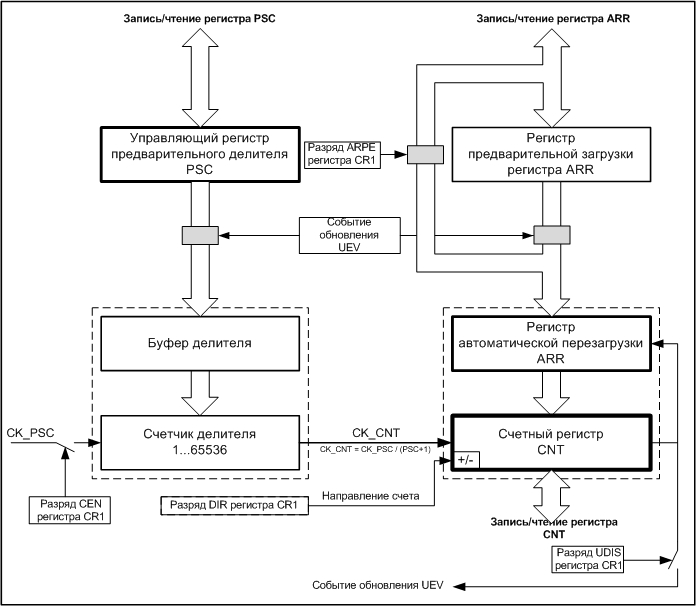 Запись/чтение регистра PSC
Запись/чтение регистра ARR
Управляющий регистр
предварительного делителя
PSC
Разряд ARPE
регистра CR1
Регистр
предварительной загрузки
регистра ARR
Событие
обновления
UEV
Буфер делителя
Регистр
автоматической перезагрузки
ARR
CK_PSC
Счетчик делителя
1...65536
CK_CNT
CK_CNT = CK_PSC / (PSC+1)
Счетный регистр
CNT
+/-
Разряд CEN
регистра CR1
Разряд DIR регистра CR1
Направление счета
Запись/чтение регистра
CNT
Разряд UDIS
регистра CR1
Событие обновления UEV